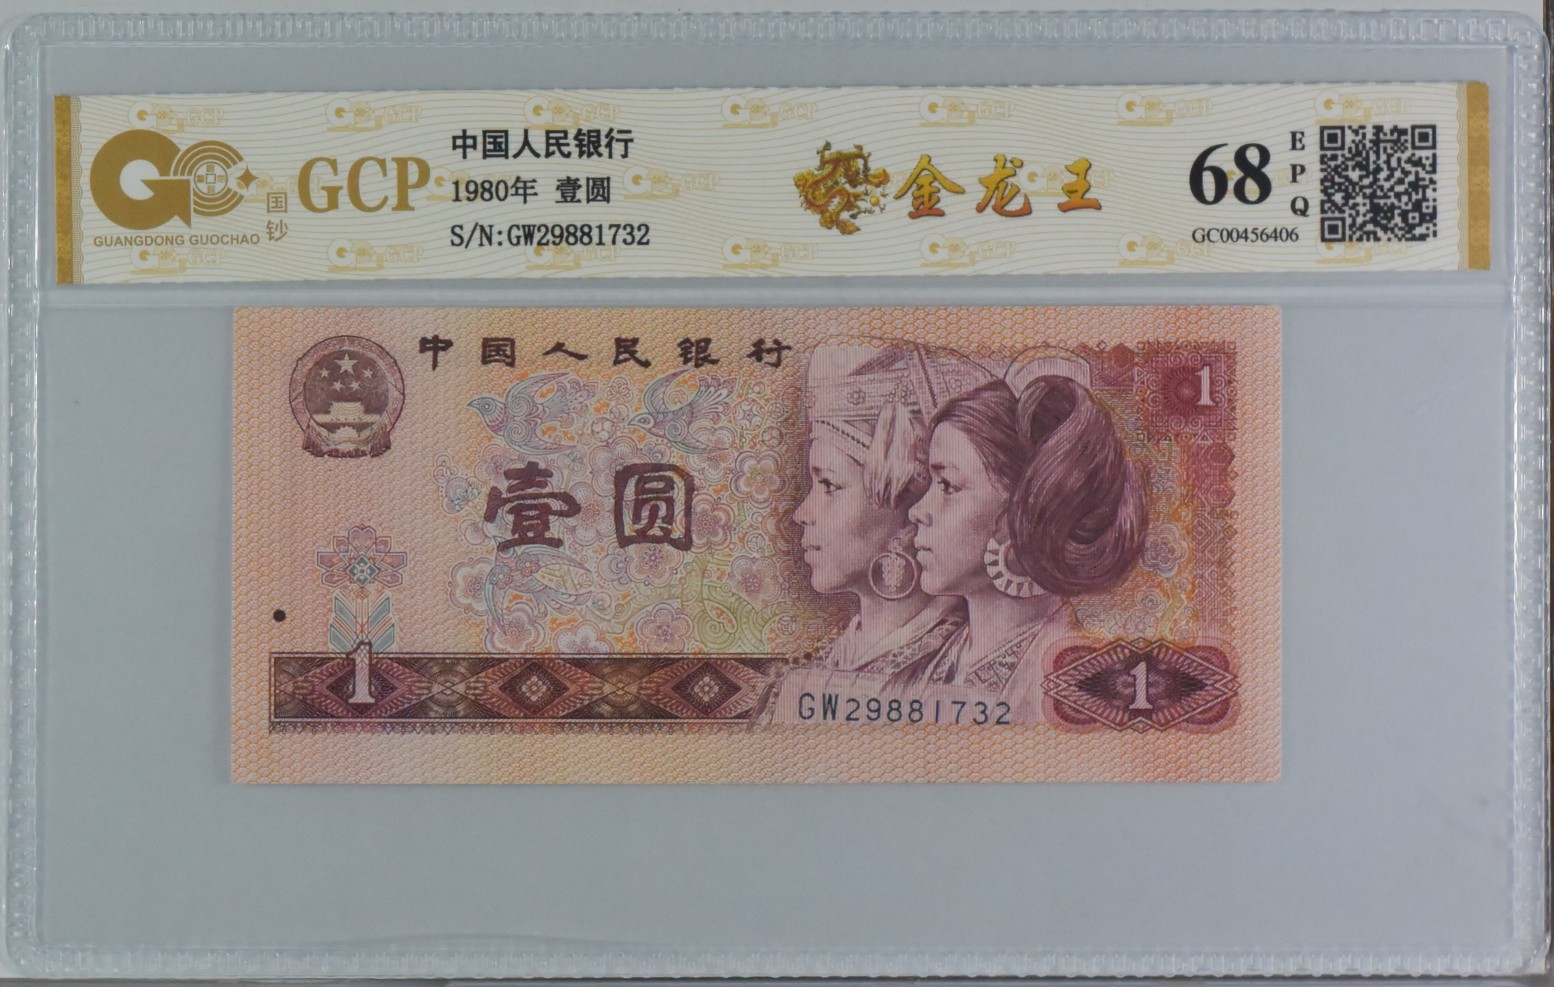 GUANGDONG GUOCHAO
国钞
GCP
中国人民银行
1980年 壹圆
S/N:GW29881732
金龙王
68
EPQ
GC00456406
中国人民银行
1
壹圆
1
1
GW29881732